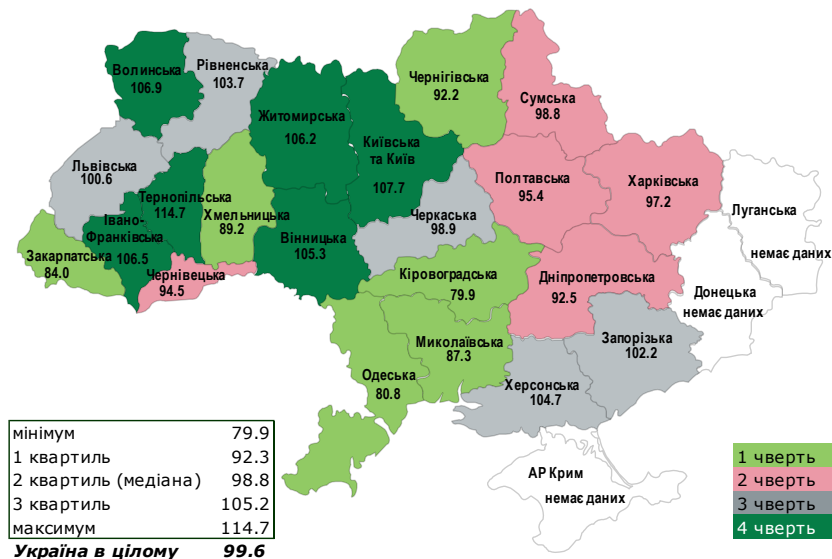 Волинська
106.9
Рівненська
103.7
Житомирська
106.2
Київська
та Київ
107.7
Чернігівська
92.2
Сумська
98.8
Львівська
100.6
Тернопільська
114.7
Хмельницька
89.2
Івано-
Франківська
106.5
Закарпатська
84.0
Чернівецька
94.5
Вінницька
105.3
Черкаська
98.9
Полтавська
95.4
Харківська
97.2
Луганська
немає даних
Донецька
немає даних
Кіровоградська
79.9
Дніпропетровська
92.5
Запорізька
102.2
Миколаївська
87.3
Одеська
80.8
Херсонська
104.7
АР Крим
немає даних
мінімум 79.9
1 квартиль 92.3
2 квартиль (медіана) 98.8
3 квартиль 105.2
максимум 114.7
Україна в цілому 99.6
1 чверть
2 чверть
3 чверть
4 чверть